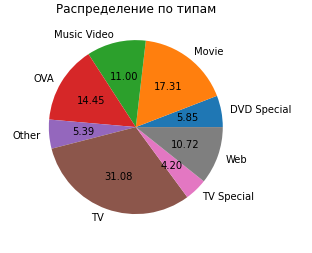 Распределение по типам
Music Video
Movie
11.00
17.31
OVA
14.45
DVD Special
5.85
Other
5.39
10.72
Web
4.20
31.08
TV Special
TV